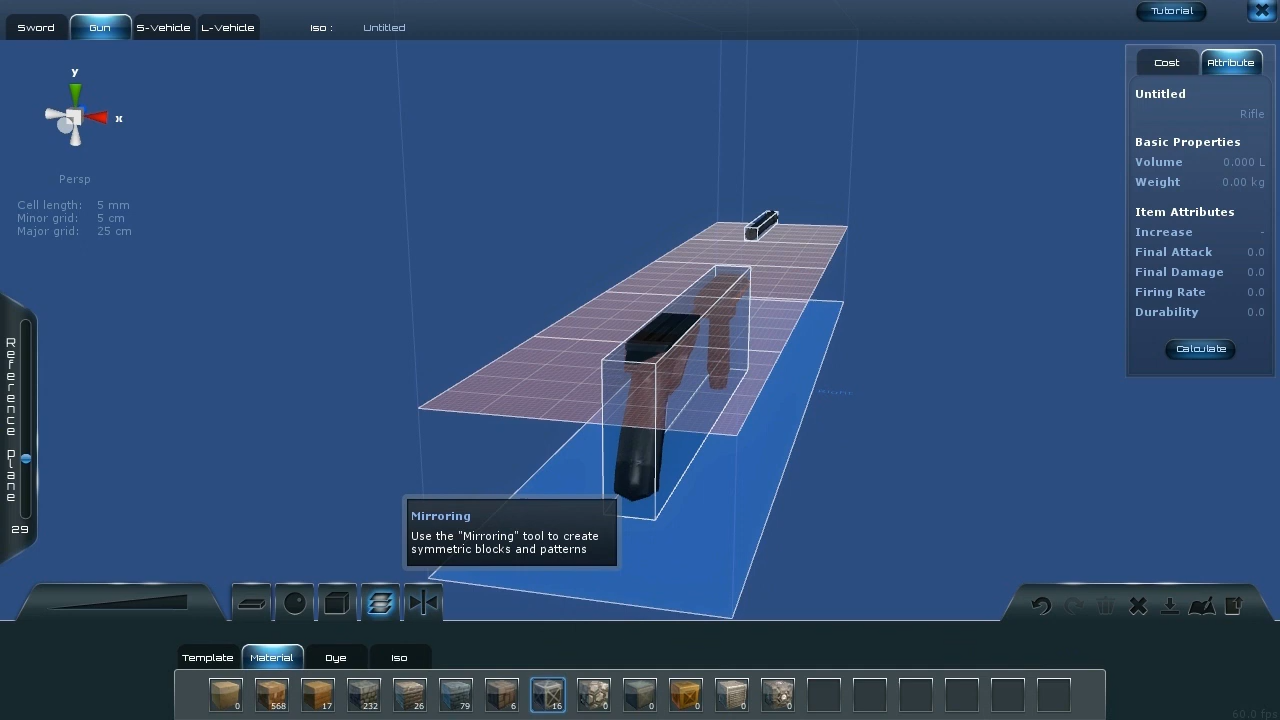 Tutorial
Sword Gun S-Vehicle L-Vehicle Iso : Untitled
Cost Attribute
y
x
Persp
Cell length: 5 mm
Minor grid: 5 cm
Major grid: 25 cm
Untitled
Rifle
Basic Properties
Volume 0.000 L
Weight 0.00 kg
Item Attributes
Increase -
Final Attack 0.0
Final Damage 0.0
Firing Rate 0.0
Durability 0.0
Calculate
Reference Plane
29
Mirroring
Use the "Mirroring" tool to create
symmetric blocks and patterns
Template Material Dye Iso
0 568 17 232 26 79 6 16 0 0 0 0 0
60.0 fps